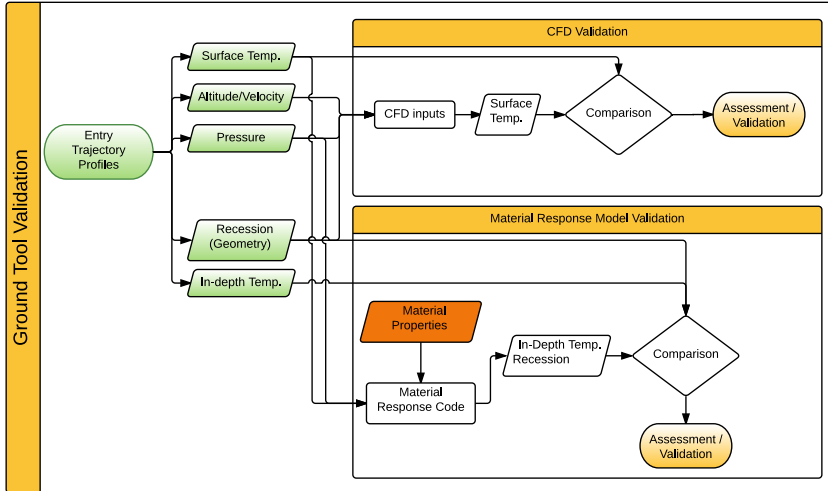 Ground Tool Validation
Entry
Trajectory
Profiles
Surface Temp.
Altitude/Velocity
Pressure
Recession
(Geometry)
In-depth Temp.
CFD Validation
CFD inputs
Surface
Temp.
Comparison
Assessment /
Validation
Material Response Model Validation
Material
Properties
Material
Response Code
In-Depth Temp.
Recession
Comparison
Assessment /
Validation